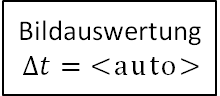 Bildauswertung
Δt = <auto>